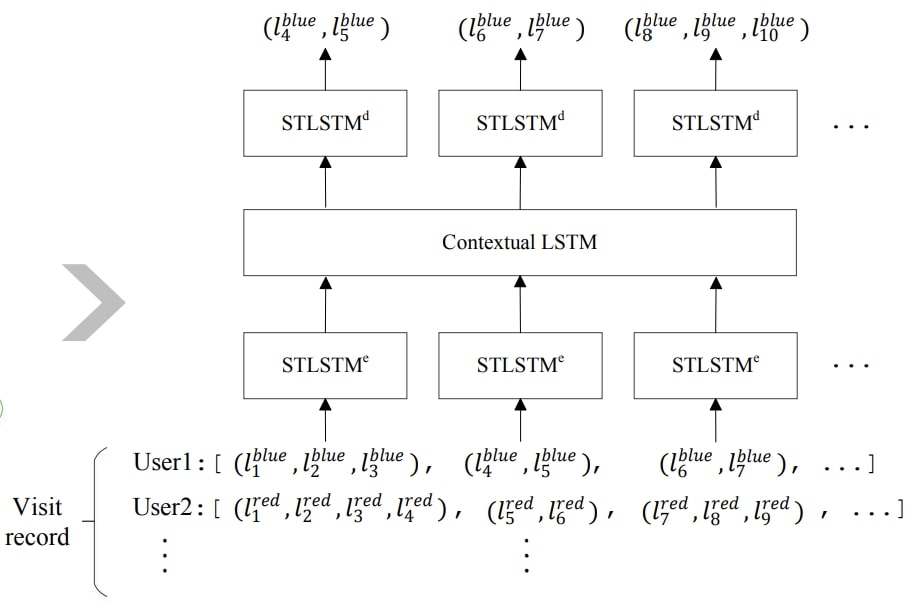 (l_4^{blue}, l_5^{blue}) (l_6^{blue}, l_7^{blue}) (l_8^{blue}, l_9^{blue}, l_{10}^{blue})
STLSTM^d STLSTM^d STLSTM^d ...
Contextual LSTM
STLSTM^e STLSTM^e STLSTM^e ...
User1: [ (l_1^{blue}, l_2^{blue}, l_3^{blue}), (l_4^{blue}, l_5^{blue}), (l_6^{blue}, l_7^{blue}), ...]
Visit record
User2: [ (l_1^{red}, l_2^{red}, l_3^{red}, l_4^{red}), (l_5^{red}, l_6^{red}), (l_7^{red}, l_8^{red}, l_9^{red}), ...]